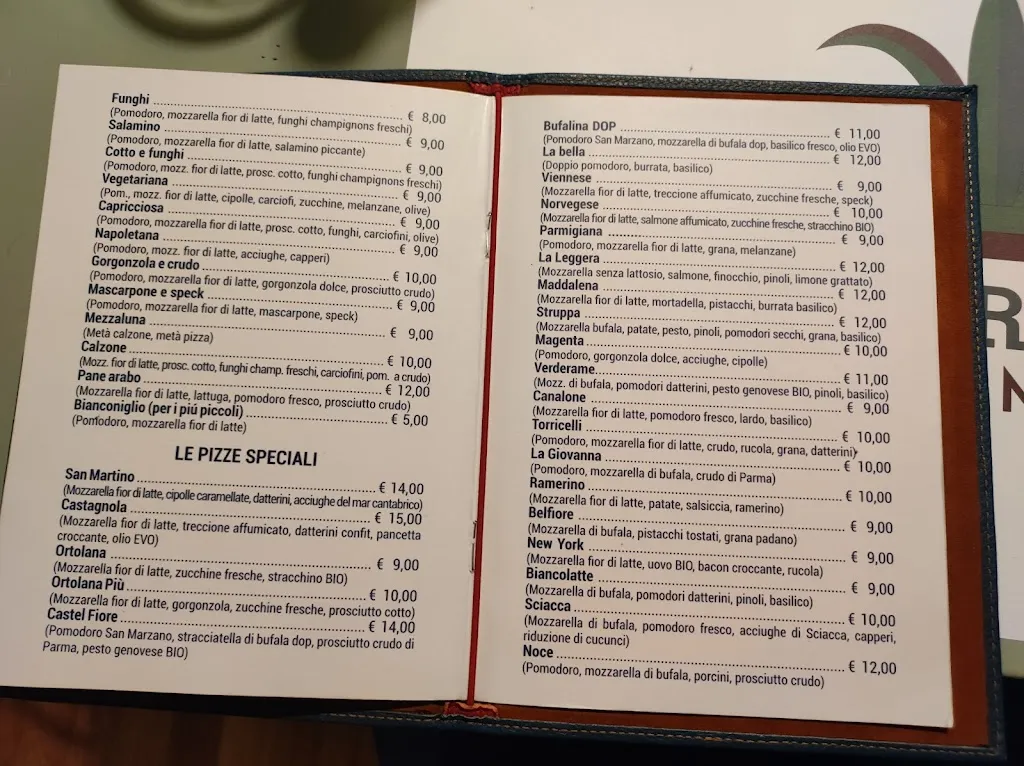 Funghi ........ € 8,00
(Pomodoro, mozzarella fior di latte, funghi champignons freschi)
Salamino ........ € 9,00
(Pomodoro, mozzarella fior di latte, salamino piccante)
Cotto e funghi ........ € 9,00
(Pomodoro, mozz. fior di latte, prosc. cotto, funghi champignons freschi)
Vegetariana ........ € 9,00
(Pom., mozz. fior di latte, cipolle, carciofi, zucchine, melanzane, olive)
Capricciosa ........ € 9,00
(Pomodoro, mozzarella fior di latte, prosc. cotto, funghi, carciofini, olive)
Napoletana ........ € 9,00
(Pomodoro, mozz. fior di latte, acciughe, capperi)
Gorgonzola e crudo ........ € 10,00
(Pomodoro, mozzarella fior di latte, gorgonzola dolce, prosciutto crudo)
Mascarpone e speck ........ € 9,00
(Pomodoro, mozzarella fior di latte, mascarpone, speck)
Mezzaluna ........ € 9,00
(Metà calzone, metà pizza)
Calzone ........ € 10,00
(Mozz. fior di latte, prosc. cotto, funghi champ. freschi, carciofini, pom. a crudo)
Pane arabo ........ € 12,00
(Mozzarella fior di latte, lattuga, pomodoro fresco, prosciutto crudo)
Bianconiglio (per i piú piccoli) ........ € 5,00
(Pomodoro, mozzarella fior di latte)
LE PIZZE SPECIALI
San Martino ........ € 14,00
(Mozzarella fior di latte, cipolle caramellate, datterini, acciughe del mar cantabrico)
Castagnola ........ € 15,00
(Mozzarella fior di latte, treccione affumicato, datterini confit, pancetta
croccante, olio EVO)
Ortolana ........ € 9,00
(Mozzarella fior di latte, zucchine fresche, stracchino BIO)
Ortolana Più ........ € 10,00
(Mozzarella fior di latte, gorgonzola, zucchine fresche, prosciutto cotto)
Castel Fiore ........ € 14,00
(Pomodoro San Marzano, stracciatella di bufala dop, prosciutto crudo di
Parma, pesto genovese BIO)
Bufalina DOP ........ € 11,00
(Pomodoro San Marzano, mozzarella di bufala dop, basilico fresco, olio EVO)
La bella ........ € 12,00
(Doppio pomodoro, burrata, basilico)
Viennese ........ € 9,00
(Mozzarella fior di latte, treccione affumicato, zucchine fresche, speck)
Norvegese ........ € 10,00
(Mozzarella fior di latte, salmone affumicato, zucchine fresche, stracchino BIO)
Parmigiana ........ € 9,00
(Pomodoro, mozzarella fior di latte, grana, melanzane)
La Leggera ........ € 12,00
(Mozzarella senza lattosio, salmone, finocchio, pinoli, limone grattato)
Maddalena ........ € 12,00
(Mozzarella fior di latte, mortadella, pistacchi, burrata basilico)
Struppa ........ € 12,00
(Mozzarella bufala, patate, pesto, pinoli, pomodori secchi, grana, basilico)
Magenta ........ € 10,00
(Pomodoro, gorgonzola dolce, acciughe, cipolle)
Verderame ........ € 11,00
(Mozz. di bufala, pomodori datterini, pesto genovese BIO, pinoli, basilico)
Canalone ........ € 9,00
(Mozzarella fior di latte, pomodoro fresco, lardo, basilico)
Torricelli ........ € 10,00
(Pomodoro, mozzarella fior di latte, crudo, rucola, grana, datterini)
La Giovanna ........ € 10,00
(Pomodoro, mozzarella di bufala, crudo di Parma)
Ramerino ........ € 10,00
(Mozzarella fior di latte, patate, salsiccia, ramerino)
Belfiore ........ € 9,00
(Mozzarella di bufala, pistacchi tostati, grana padano)
New York ........ € 9,00
(Mozzarella fior di latte, uovo BIO, bacon croccante, rucola)
Biancolatte ........ € 9,00
(Mozzarella di bufala, pomodori datterini, pinoli, basilico)
Sciacca ........ € 10,00
(Mozzarella di bufala, pomodoro fresco, acciughe di Sciacca, capperi,
riduzione di cucunci)
Noce ........ € 12,00
(Pomodoro, mozzarella di bufala, porcini, prosciutto crudo)